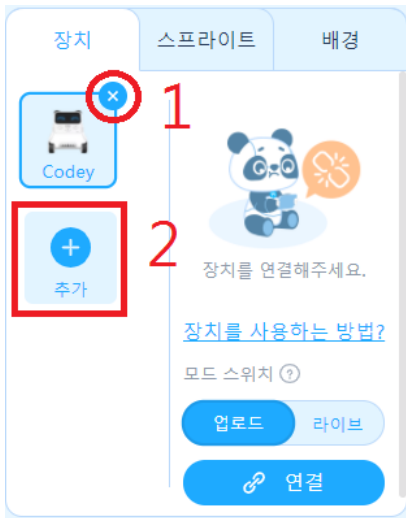 장치
스프라이트
배경
1
Codey
2
추가
장치를 연결해주세요.
장치를 사용하는 방법?
모드 스위치 ?
업로드
라이브
연결